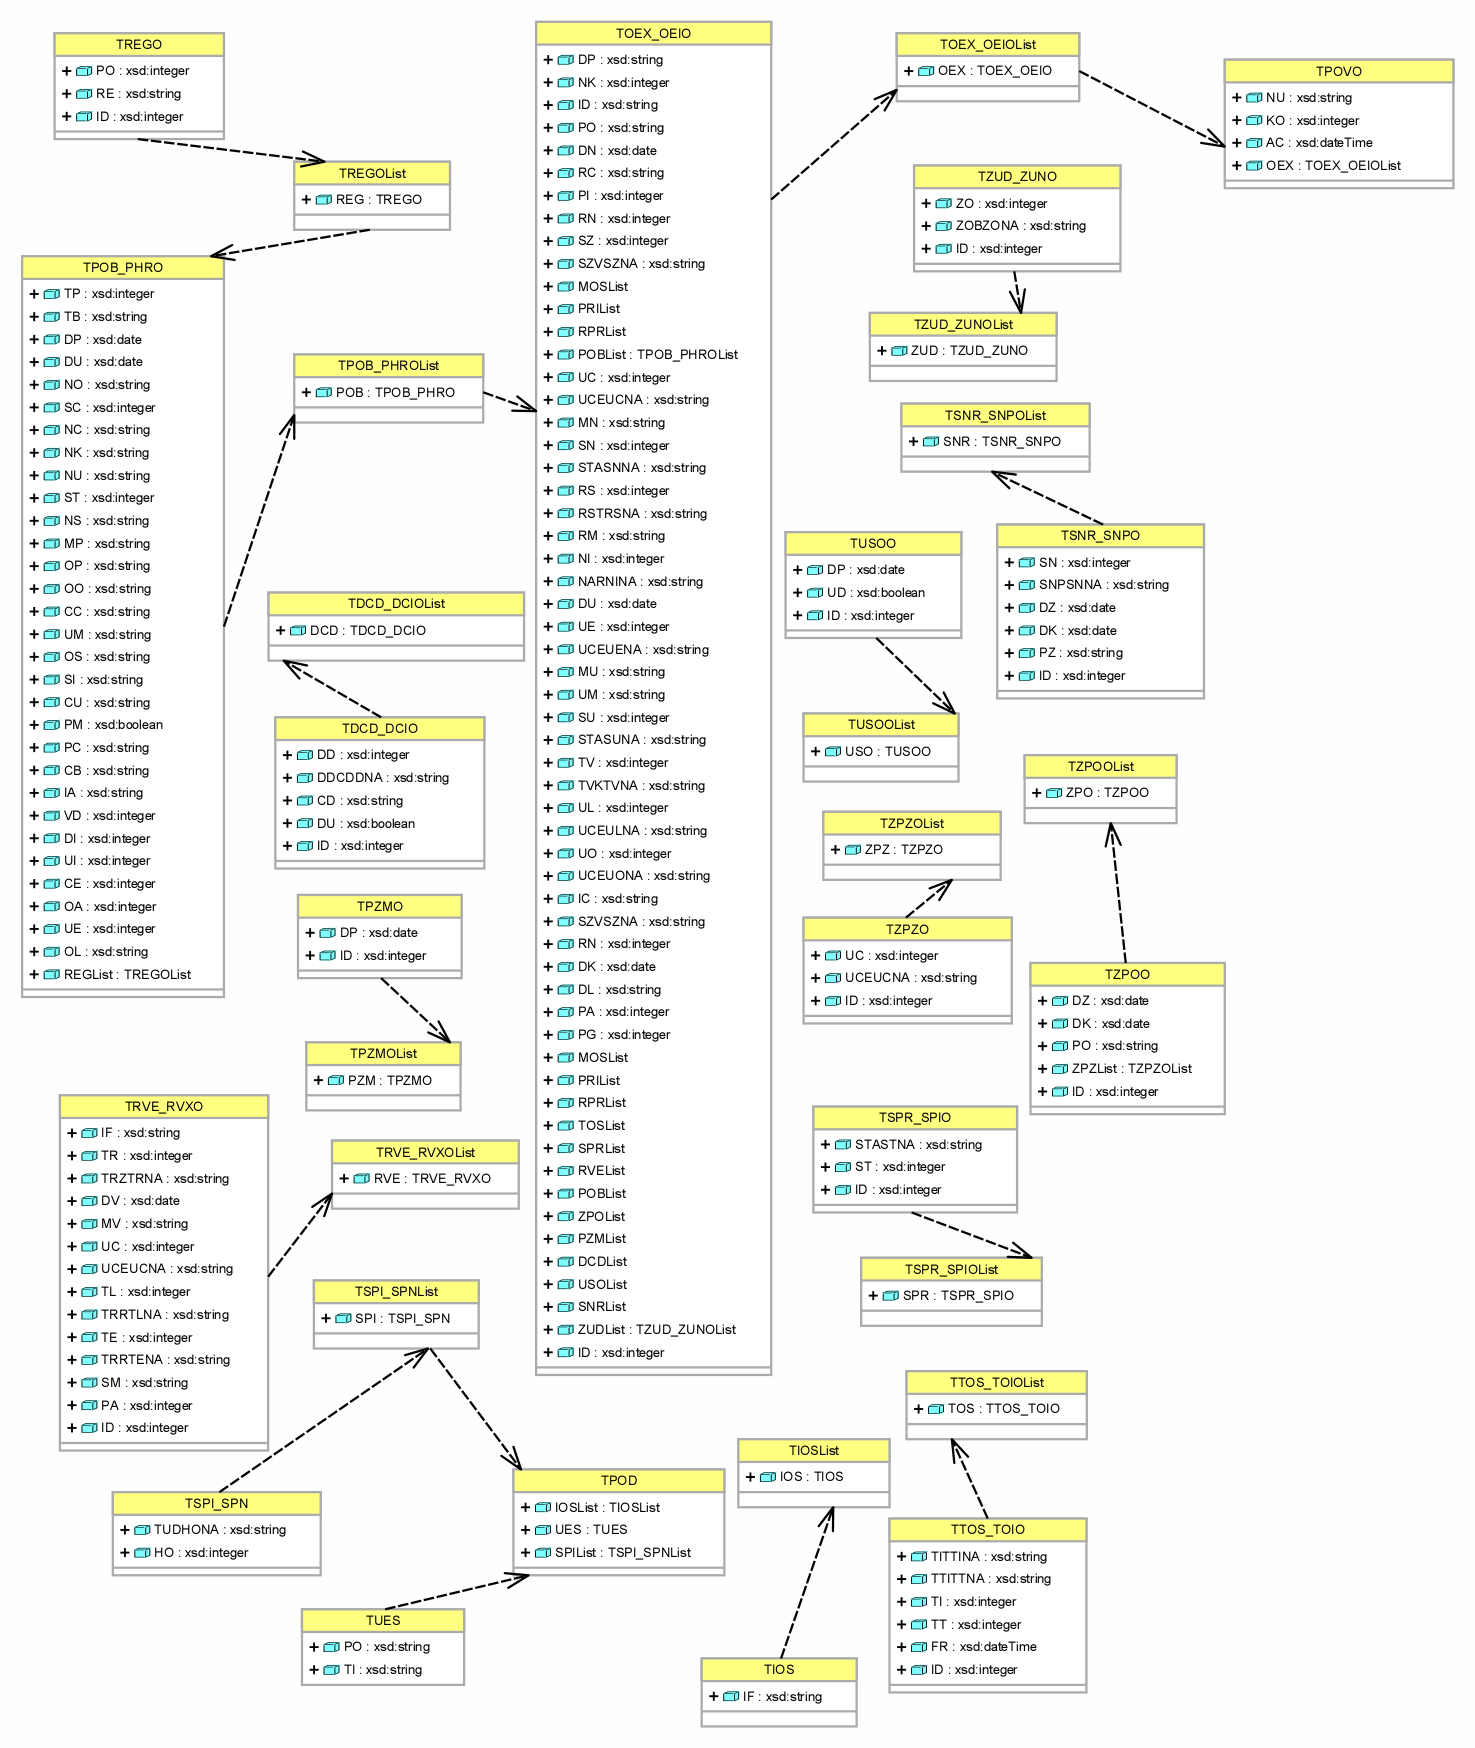 TREGO
PO : xsd:integer
RE : xsd:string
ID : xsd:integer
TREGOList
REG : TREGO
TPOB_PHRO
TP : xsd:integer
TB : xsd:string
DP : xsd:date
DU : xsd:date
NO : xsd:string
SC : xsd:integer
NC : xsd:string
NK : xsd:string
NU : xsd:string
ST : xsd:integer
NS : xsd:string
MP : xsd:string
OP : xsd:string
OO : xsd:string
CC : xsd:string
UM : xsd:string
OS : xsd:string
SI : xsd:string
CU : xsd:string
PM : xsd:boolean
PC : xsd:string
CB : xsd:string
IA : xsd:string
VD : xsd:integer
DI : xsd:integer
UI : xsd:integer
CE : xsd:integer
OA : xsd:integer
UE : xsd:integer
OL : xsd:string
REGList : TREGOList
TPOB_PHROList
POB : TPOB_PHRO
TDCD_DCIOList
DCD : TDCD_DCIO
TDCD_DCIO
DD : xsd:integer
DDCDDNA : xsd:string
CD : xsd:string
DU : xsd:boolean
ID : xsd:integer
TPZMO
DP : xsd:date
ID : xsd:integer
TPZMOList
PZM : TPZMO
TRVE_RVXO
IF : xsd:string
TR : xsd:integer
TRZTRNA : xsd:string
DV : xsd:date
MV : xsd:string
UC : xsd:integer
UCEUCNA : xsd:string
TL : xsd:integer
TRRTLNA : xsd:string
TE : xsd:integer
TRRTENA : xsd:string
SM : xsd:string
PA : xsd:integer
ID : xsd:integer
TRVE_RVXOList
RVE : TRVE_RVXO
TSPI_SPNList
SPI : TSPI_SPN
TSPI_SPN
TUDHONA : xsd:string
HO : xsd:integer
TUES
PO : xsd:string
TI : xsd:string
TPOD
IOSList : TIOSList
UES : TUES
SPIList : TSPI_SPNList
TOEX_OEIO
DP : xsd:string
NK : xsd:integer
ID : xsd:string
PO : xsd:string
DN : xsd:date
RC : xsd:string
PI : xsd:integer
RN : xsd:integer
SZ : xsd:integer
SZVSZNA : xsd:string
MOSList
PRIList
RPRList
POBList : TPOB_PHROList
UC : xsd:integer
UCEUCNA : xsd:string
MN : xsd:string
SN : xsd:integer
STASNNA : xsd:string
RS : xsd:integer
RSTRSNA : xsd:string
RM : xsd:string
NI : xsd:integer
NARNINA : xsd:string
DU : xsd:date
UE : xsd:integer
UCEUENA : xsd:string
MU : xsd:string
UM : xsd:string
SU : xsd:integer
STASUNA : xsd:string
TV : xsd:integer
TVKTVNA : xsd:string
UL : xsd:integer
UCEULNA : xsd:string
UO : xsd:integer
UCEUONA : xsd:string
IC : xsd:string
SZVSZNA : xsd:string
RN : xsd:integer
DK : xsd:date
DL : xsd:string
PA : xsd:integer
PG : xsd:integer
MOSList
PRIList
RPRList
TOSList
SPRList
RVEList
POBList
ZPOList
PZMList
DCDList
USOList
SNRList
ZUDList : TZUD_ZUNOList
ID : xsd:integer
TOEX_OEIOList
OEX : TOEX_OEIO
TPOVO
NU : xsd:string
KO : xsd:integer
AC : xsd:dateTime
OEX : TOEX_OEIOList
TZUD_ZUNO
ZO : xsd:integer
ZOBZONA : xsd:string
ID : xsd:integer
TZUD_ZUNOList
ZUD : TZUD_ZUNO
TSNR_SNPOList
SNR : TSNR_SNPO
TSNR_SNPO
SN : xsd:integer
SNPSNNA : xsd:string
DZ : xsd:date
DK : xsd:date
PZ : xsd:string
ID : xsd:integer
TUSOO
DP : xsd:date
UD : xsd:boolean
ID : xsd:integer
TUSOOList
USO : TUSOO
TZPOOList
ZPO : TZPOO
TZPZOList
ZPZ : TZPZO
TZPZO
UC : xsd:integer
UCEUCNA : xsd:string
ID : xsd:integer
TZPOO
DZ : xsd:date
DK : xsd:date
PO : xsd:string
ZPZList : TZPZOList
ID : xsd:integer
TSPR_SPIO
STASTNA : xsd:string
ST : xsd:integer
ID : xsd:integer
TSPR_SPIOList
SPR : TSPR_SPIO
TTOS_TOIOList
TOS : TTOS_TOIO
TIOSList
IOS : TIOS
TTOS_TOIO
TITTINA : xsd:string
TTITTNA : xsd:string
TI : xsd:integer
TT : xsd:integer
FR : xsd:dateTime
ID : xsd:integer
TIOS
IF : xsd:string